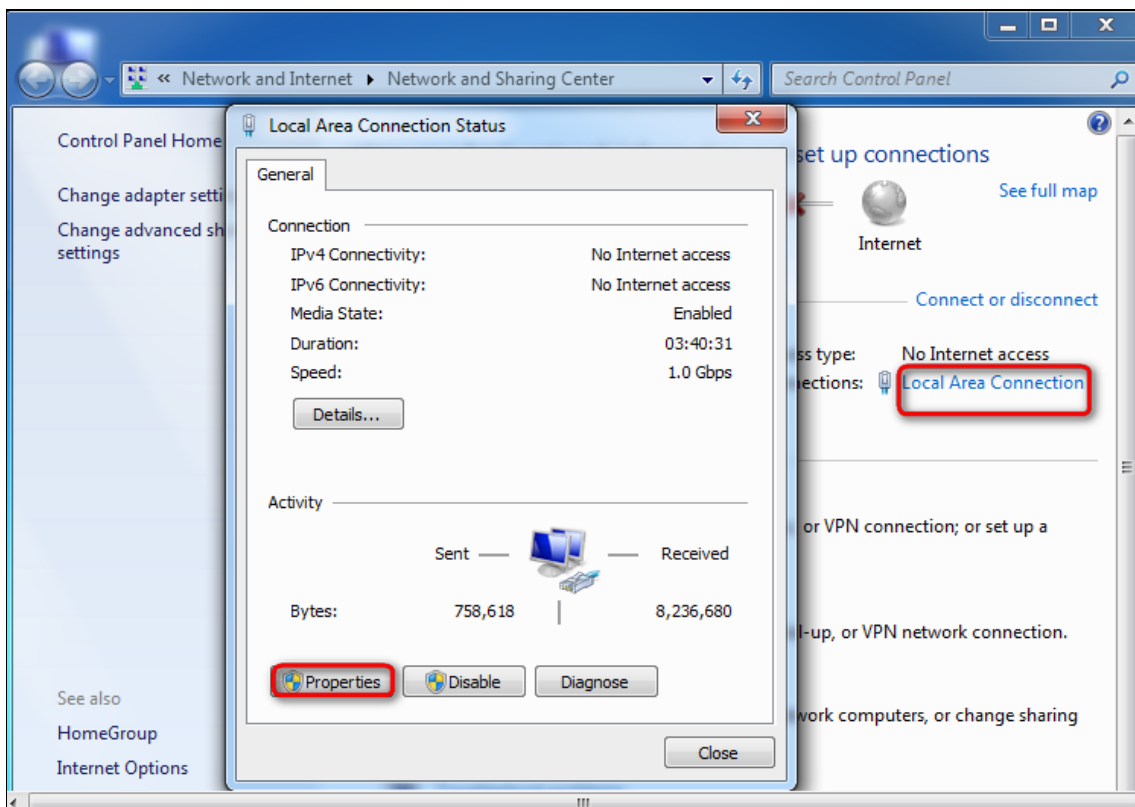 « Network and Internet ▸ Network and Sharing Center
Search Control Panel
Control Panel Home
Change adapter setti
Change advanced sh
settings
See also
HomeGroup
Internet Options
Local Area Connection Status
General
Connection
IPv4 Connectivity: No Internet access
IPv6 Connectivity: No Internet access
Media State: Enabled
Duration: 03:40:31
Speed: 1.0 Gbps
Details...
Activity
Sent Received
Bytes: 758,618 8,236,680
Properties Disable Diagnose
Close
set up connections
See full map
Internet
Connect or disconnect
ss type: No Internet access
ections: Local Area Connection
or VPN connection; or set up a
l-up, or VPN network connection.
work computers, or change sharing